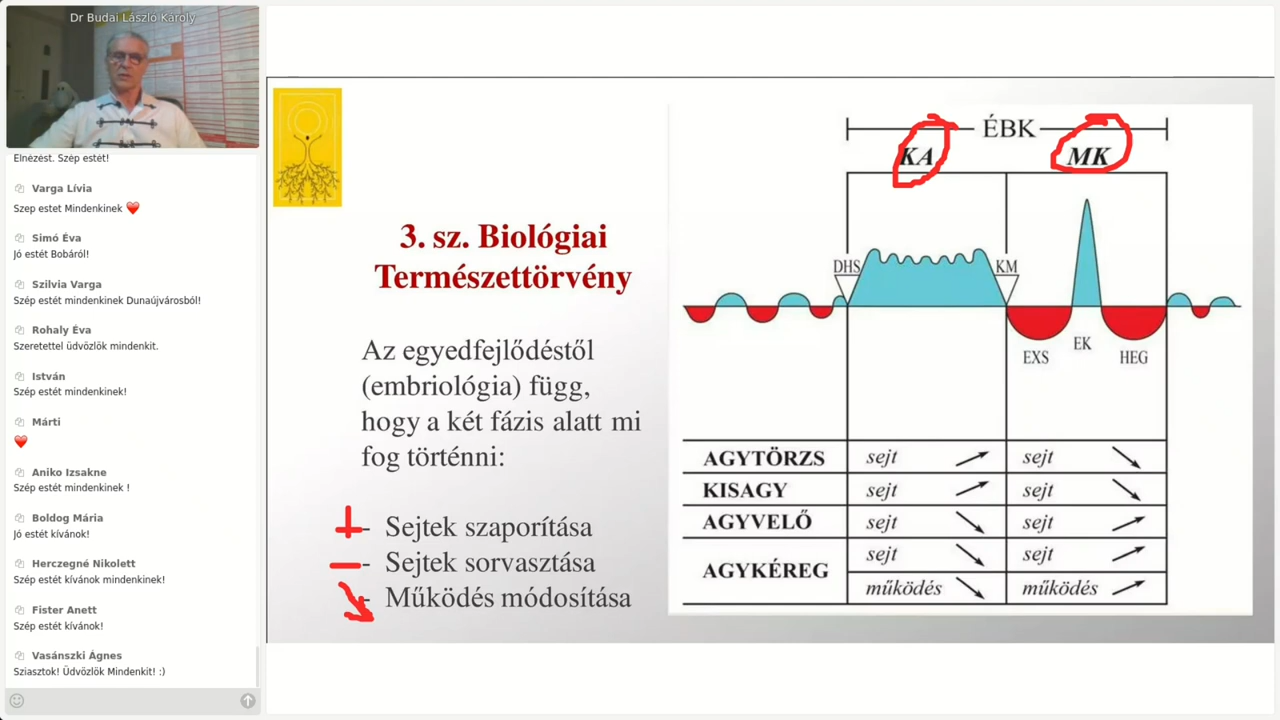 Dr Budai László Károly
Elnézést. Szép estét!
Varga Lívia
Szep estet Mindenkinek ❤️
Simó Éva
Jó estét Bobáról!
Szilvia Varga
Szép estét mindenkinek Dunaújvárosból!
Rohaly Éva
Szeretettel üdvözlök mindenkit.
István
Szép estét mindenkinek!
Márti
❤️
Aniko Izsakne
Szép estét mindenkinek !
Boldog Mária
Jó estét kívánok!
Herczegné Nikolett
Szép estét kívánok mindenkinek!
Fister Anett
Szép estét kívánok!
Vasánszki Ágnes
Sziasztok! Üdvözlök Mindenkit! :)
3. sz. Biológiai
Természettörvény
Az egyedfejlődéstől
(embriológia) függ,
hogy a két fázis alatt mi
fog történni:
- Sejtek szaporítása
- Sejtek sorvasztása
- Működés módosítása
ÉBK
KA MK
DHS KM
EXS EK HEG
AGYTÖRZS sejt sejt
KISAGY sejt sejt
AGYVELŐ sejt sejt
AGYKÉREG sejt sejt
működés működés